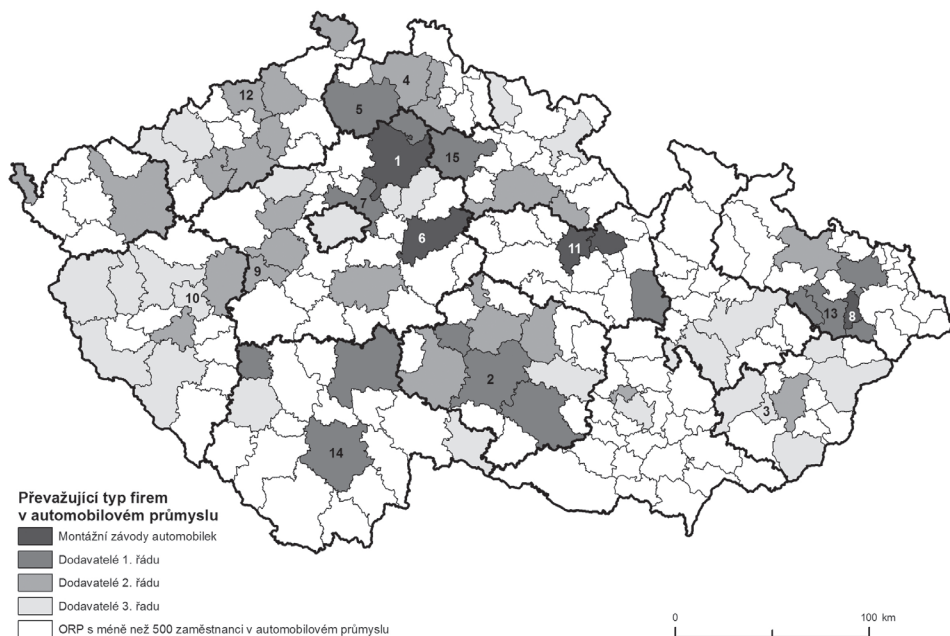 12
4
5
1
15
7
6
11
9
10
13
8
2
3
14
Převažující typ firem
v automobilovém průmyslu
Montážní závody automobilek
Dodavatelé 1. řádu
Dodavatelé 2. řádu
Dodavatelé 3. řadu
ORP s méně než 500 zaměstnanci v automobilovém průmyslu
0 100 km